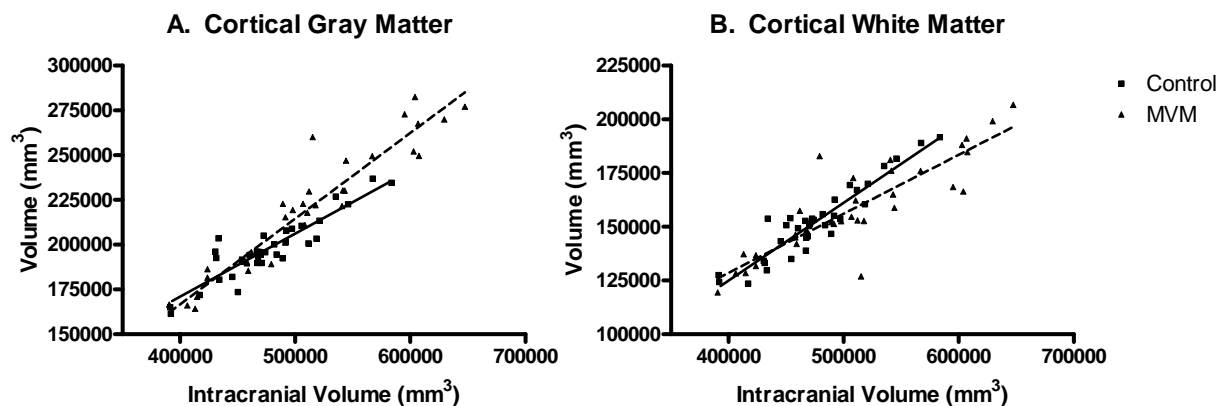 A. Cortical Gray Matter
Volume (mm³)
300000
275000
250000
225000
200000
175000
150000
400000 500000 600000 700000
Intracranial Volume (mm³)
B. Cortical White Matter
Volume (mm³)
225000
200000
175000
150000
125000
100000
400000 500000 600000 700000
Intracranial Volume (mm³)
Control
MVM